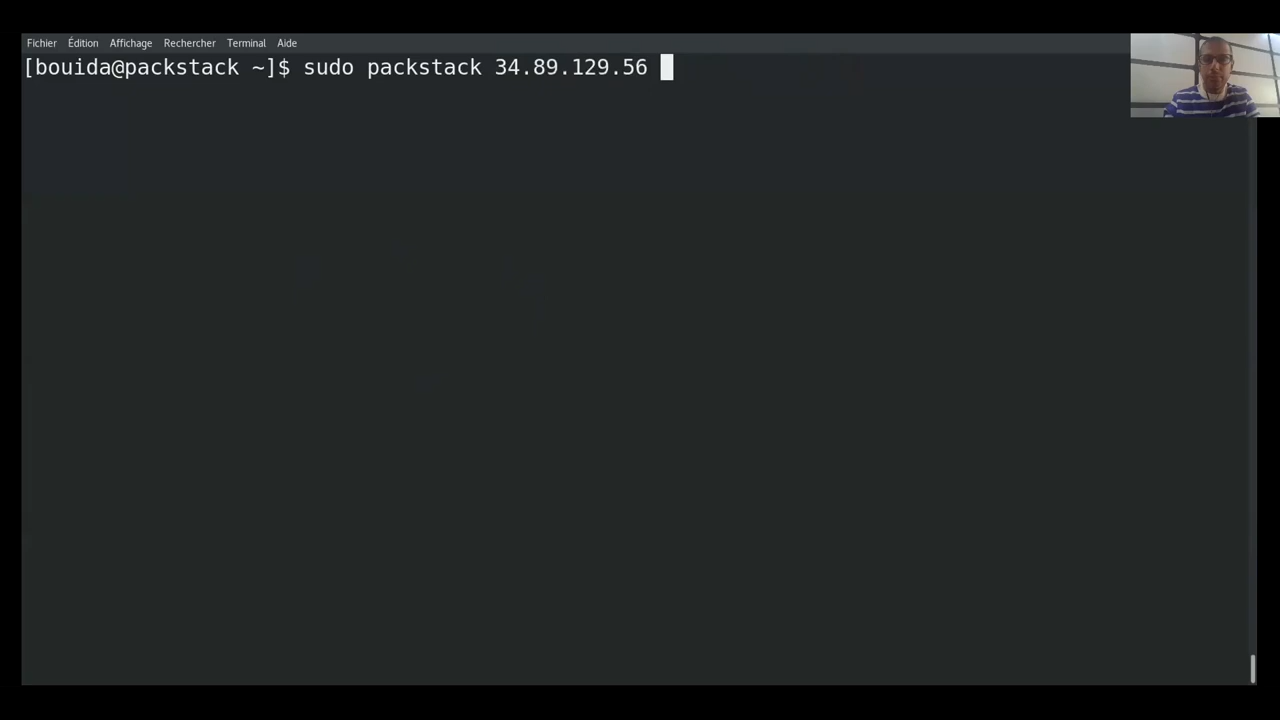 Fichier Édition Affichage Rechercher Terminal Aide
[bouida@packstack ~]$ sudo packstack 34.89.129.56